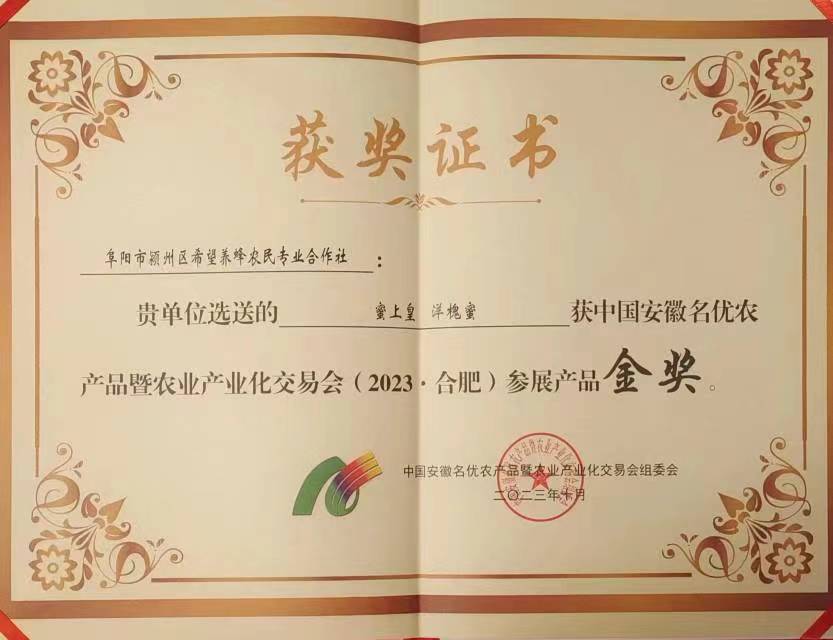 获奖证书
阜阳市颍州区希望养蜂农民专业合作社：
贵单位选送的 蜜上皇 洋槐蜜 获中国安徽名优农
产品暨农业产业化交易会（2023·合肥）参展产品金奖。
中国安徽名优农产品暨农业产业化交易会组委会
二〇二三年十月